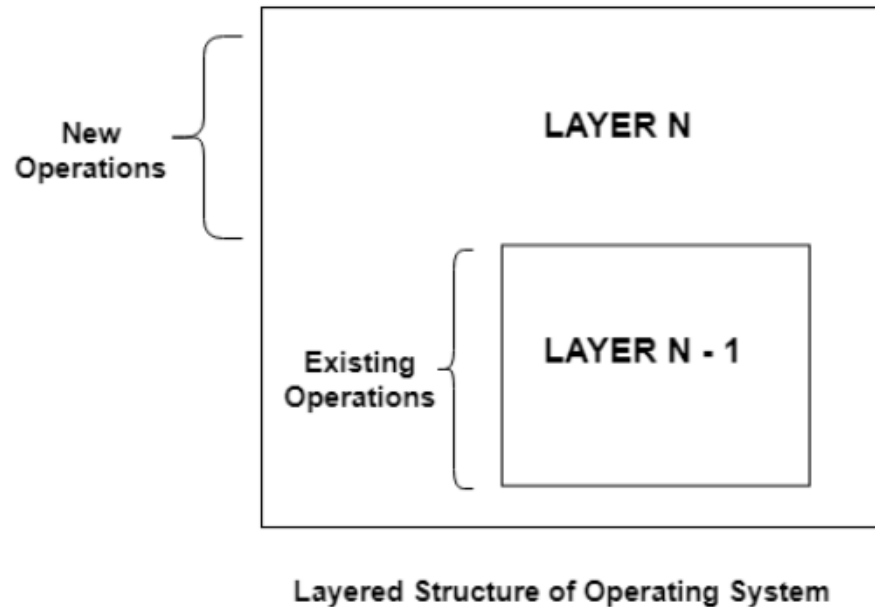 LAYER N
New
Operations
LAYER N - 1
Existing
Operations
Layered Structure of Operating System